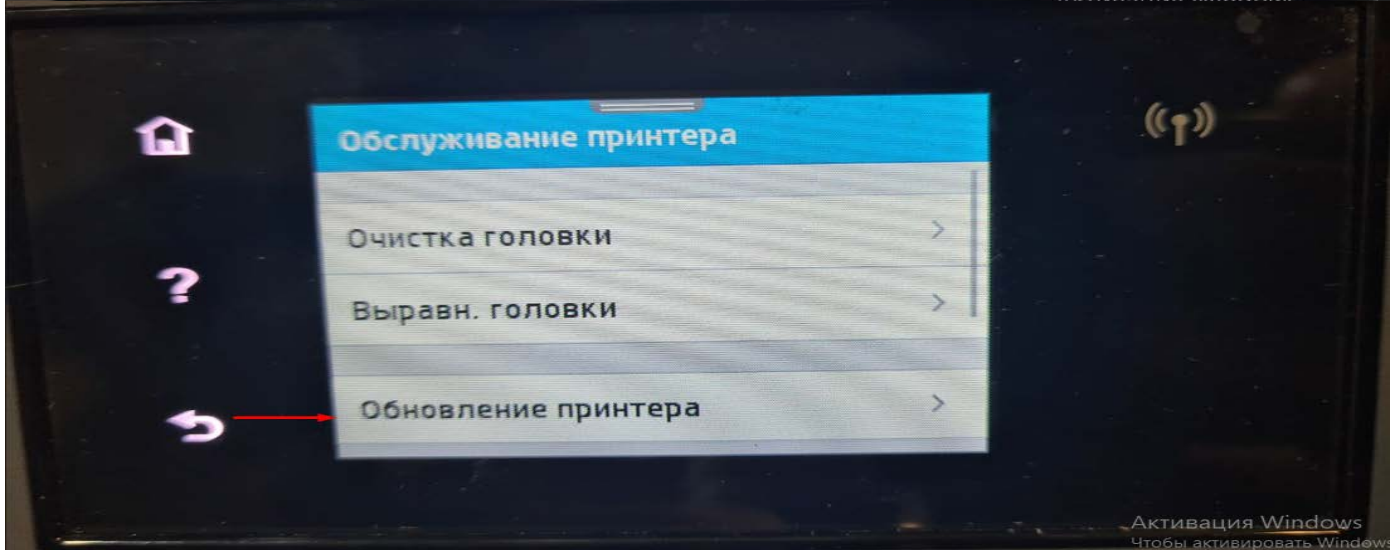 Обслуживание принтера
Очистка головки
?
Выравн. головки
Обновление принтера
Активация Windows
Чтобы активировать Windows